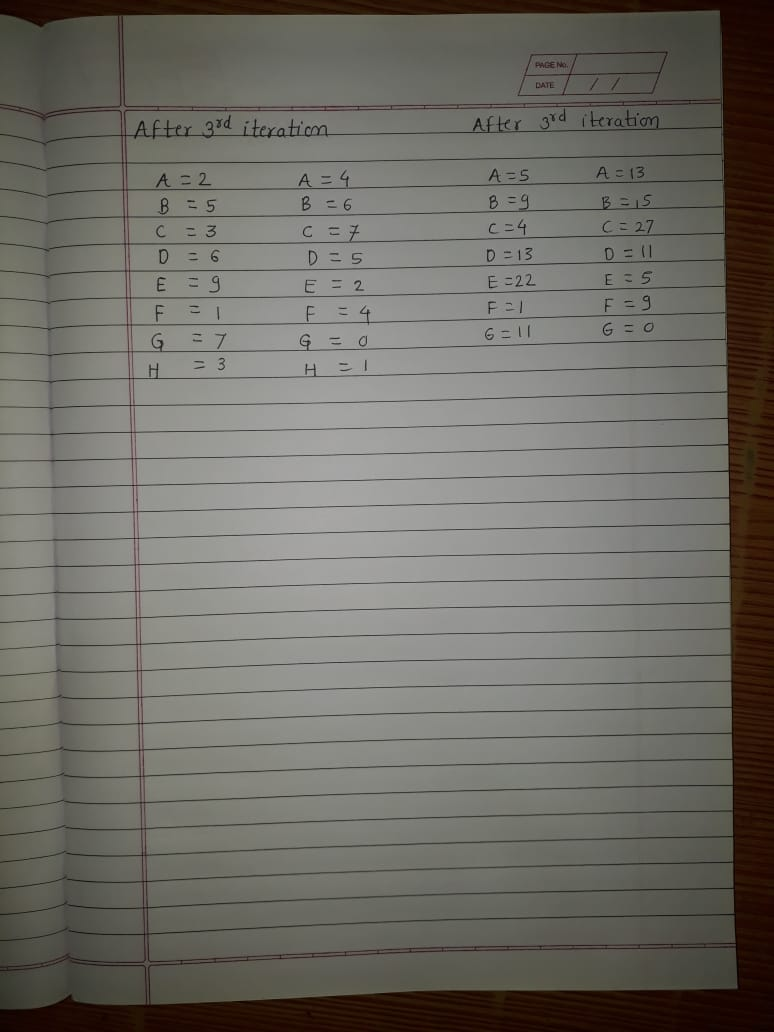 PAGE No.
DATE / /
After 3rd iteration After 3rd iteration
A = 2 A = 4 A = 5 A = 13
B = 5 B = 6 B = 9 B = 15
C = 3 C = 7 C = 4 C = 27
D = 6 D = 5 D = 13 D = 11
E = 9 E = 2 E = 22 E = 5
F = 1 F = 4 F = 1 F = 9
G = 7 G = 0 G = 11 G = 0
H = 3 H = 1